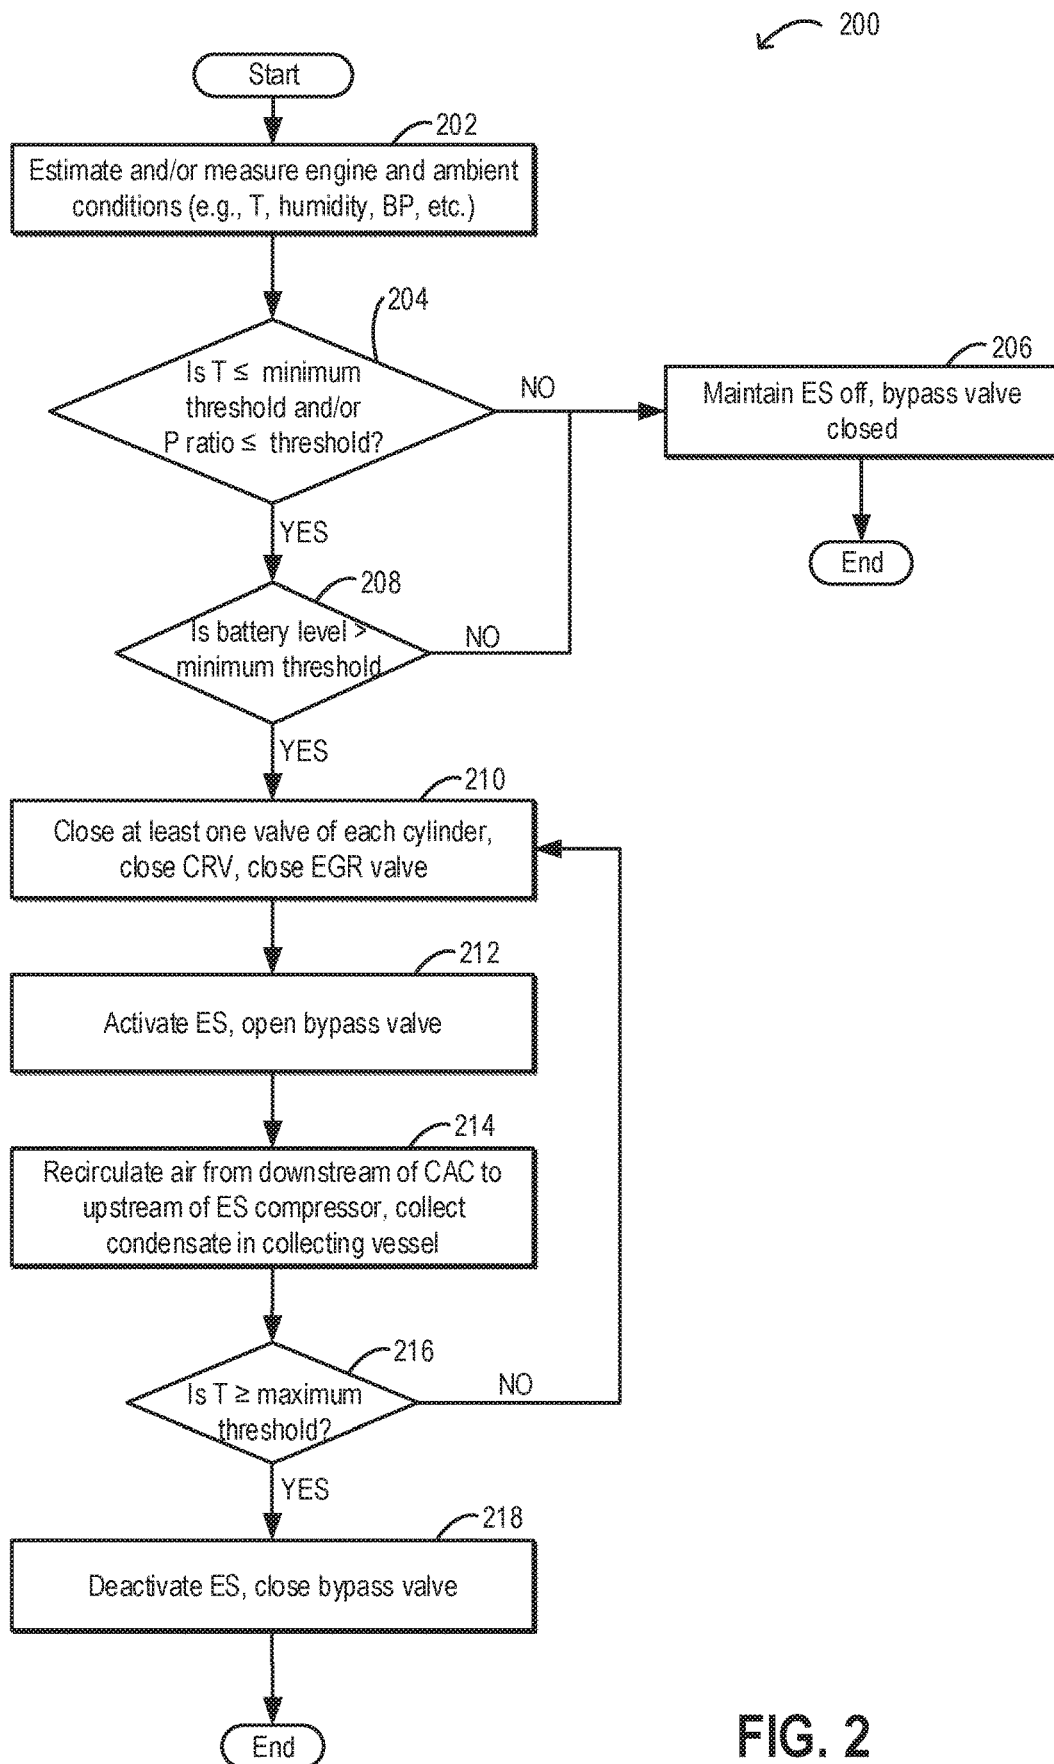 200
Start
202
Estimate and/or measure engine and ambient
conditions (e.g., T, humidity, BP, etc.)
204
Is T ≤ minimum
threshold and/or
P ratio ≤ threshold?
NO
206
Maintain ES off, bypass valve
closed
End
YES
208
Is battery level >
minimum threshold
NO
YES
210
Close at least one valve of each cylinder,
close CRV, close EGR valve
212
Activate ES, open bypass valve
214
Recirculate air from downstream of CAC to
upstream of ES compressor, collect
condensate in collecting vessel
216
Is T ≥ maximum
threshold?
NO
YES
218
Deactivate ES, close bypass valve
End
FIG. 2